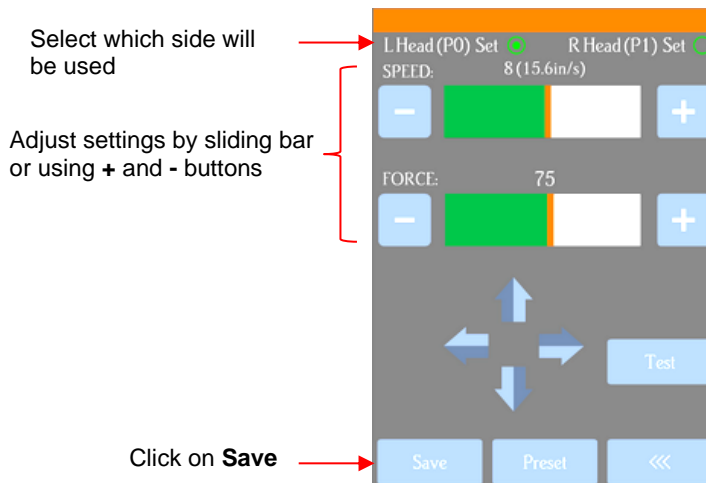 Select which side will
be used
L Head (P0) Set R Head (P1) Set
SPEED: 8 (15.6in/s)
- +
Adjust settings by sliding bar
or using + and - buttons
FORCE: 75
- +
Test
Click on Save
Save Preset <<<